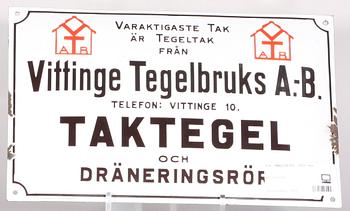 VARAKTIGASTE TAK
ÄR TEGELTAK
FRÅN
Vittinge Tegelbruks A.-B.
TELEFON: VITTINGE 10.
TAKTEGEL
OCH
DRÄNERINGSRÖR